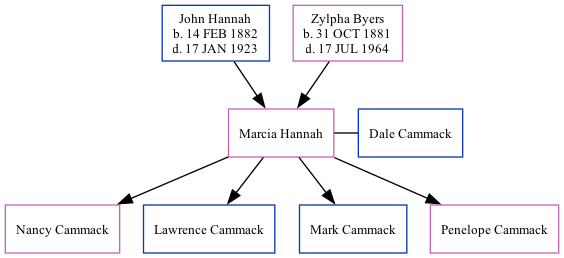 John Hannah
b. 14 FEB 1882
d. 17 JAN 1923
Zylpha Byers
b. 31 OCT 1881
d. 17 JUL 1964
Marcia Hannah
Dale Cammack
Nancy Cammack
Lawrence Cammack
Mark Cammack
Penelope Cammack